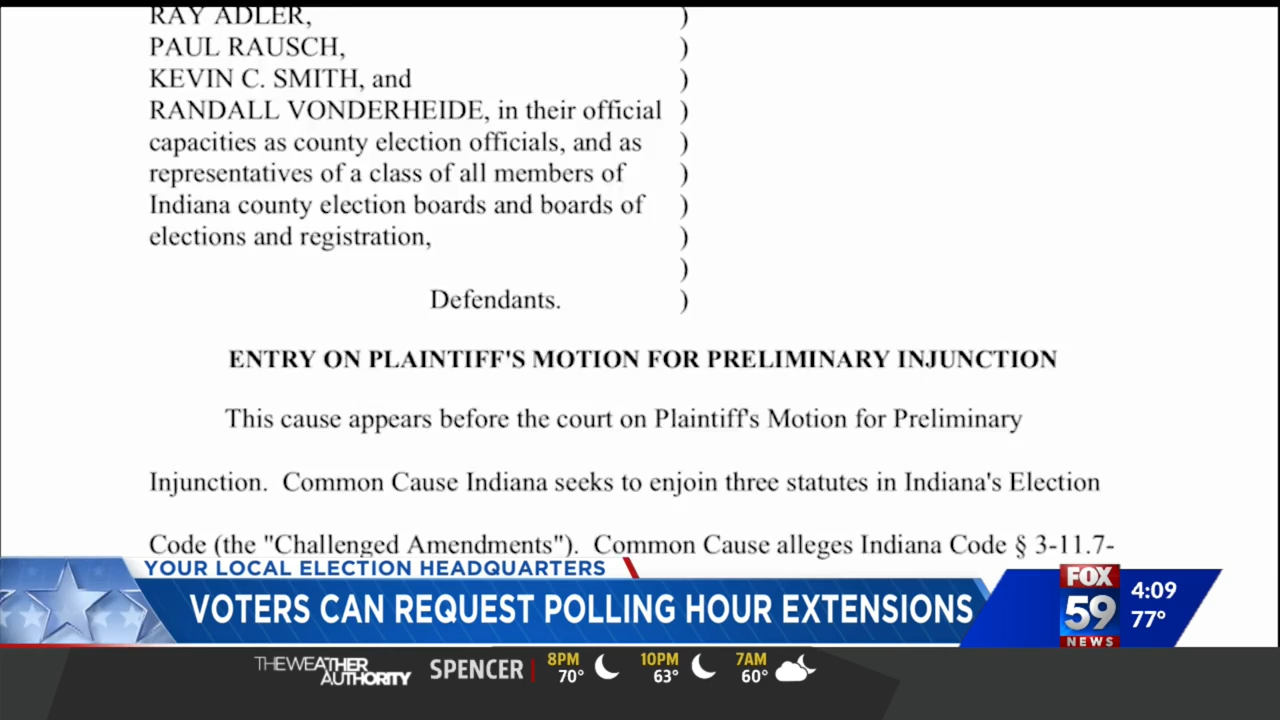 RAY ADLER, )
PAUL RAUSCH, )
KEVIN C. SMITH, and )
RANDALL VONDERHEIDE, in their official )
capacities as county election officials, and as )
representatives of a class of all members of )
Indiana county election boards and boards of )
elections and registration, )
)
Defendants. )
ENTRY ON PLAINTIFF'S MOTION FOR PRELIMINARY INJUNCTION
This cause appears before the court on Plaintiff's Motion for Preliminary
Injunction. Common Cause Indiana seeks to enjoin three statutes in Indiana's Election
Code (the "Challenged Amendments"). Common Cause alleges Indiana Code § 3-11.7-
YOUR LOCAL ELECTION HEADQUARTERS
VOTERS CAN REQUEST POLLING HOUR EXTENSIONS
FOX
59
NEWS
4:09
77°
THE WEATHER
AUTHORITY
SPENCER
8PM
70°
10PM
63°
7AM
60°